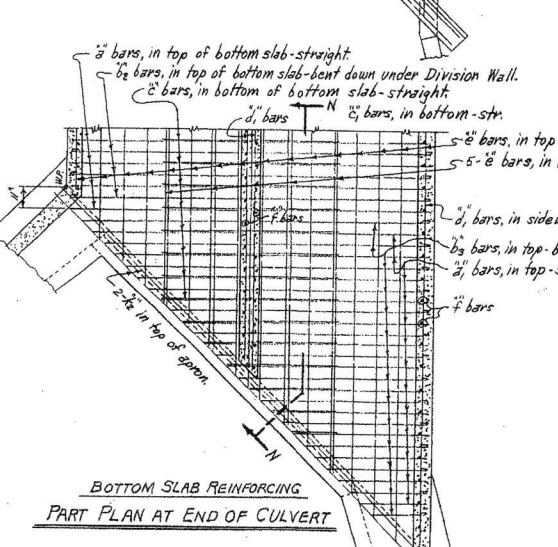 "a" bars, in top of bottom slab-straight.
"b₂" bars, in top of bottom slab-bent down under Division Wall.
"c" bars, in bottom of bottom slab-straight.
N
"d₁" bars
"c₁" bars, in bottom-str.
"e" bars, in top
5-"e" bars, in
W.P.
"f" bars
"d₁" bars, in side
"b₃" bars, in top-b
"a₁" bars, in top-s
"f" bars
2-"k₂" in top of apron.
N
BOTTOM SLAB REINFORCING
PART PLAN AT END OF CULVERT